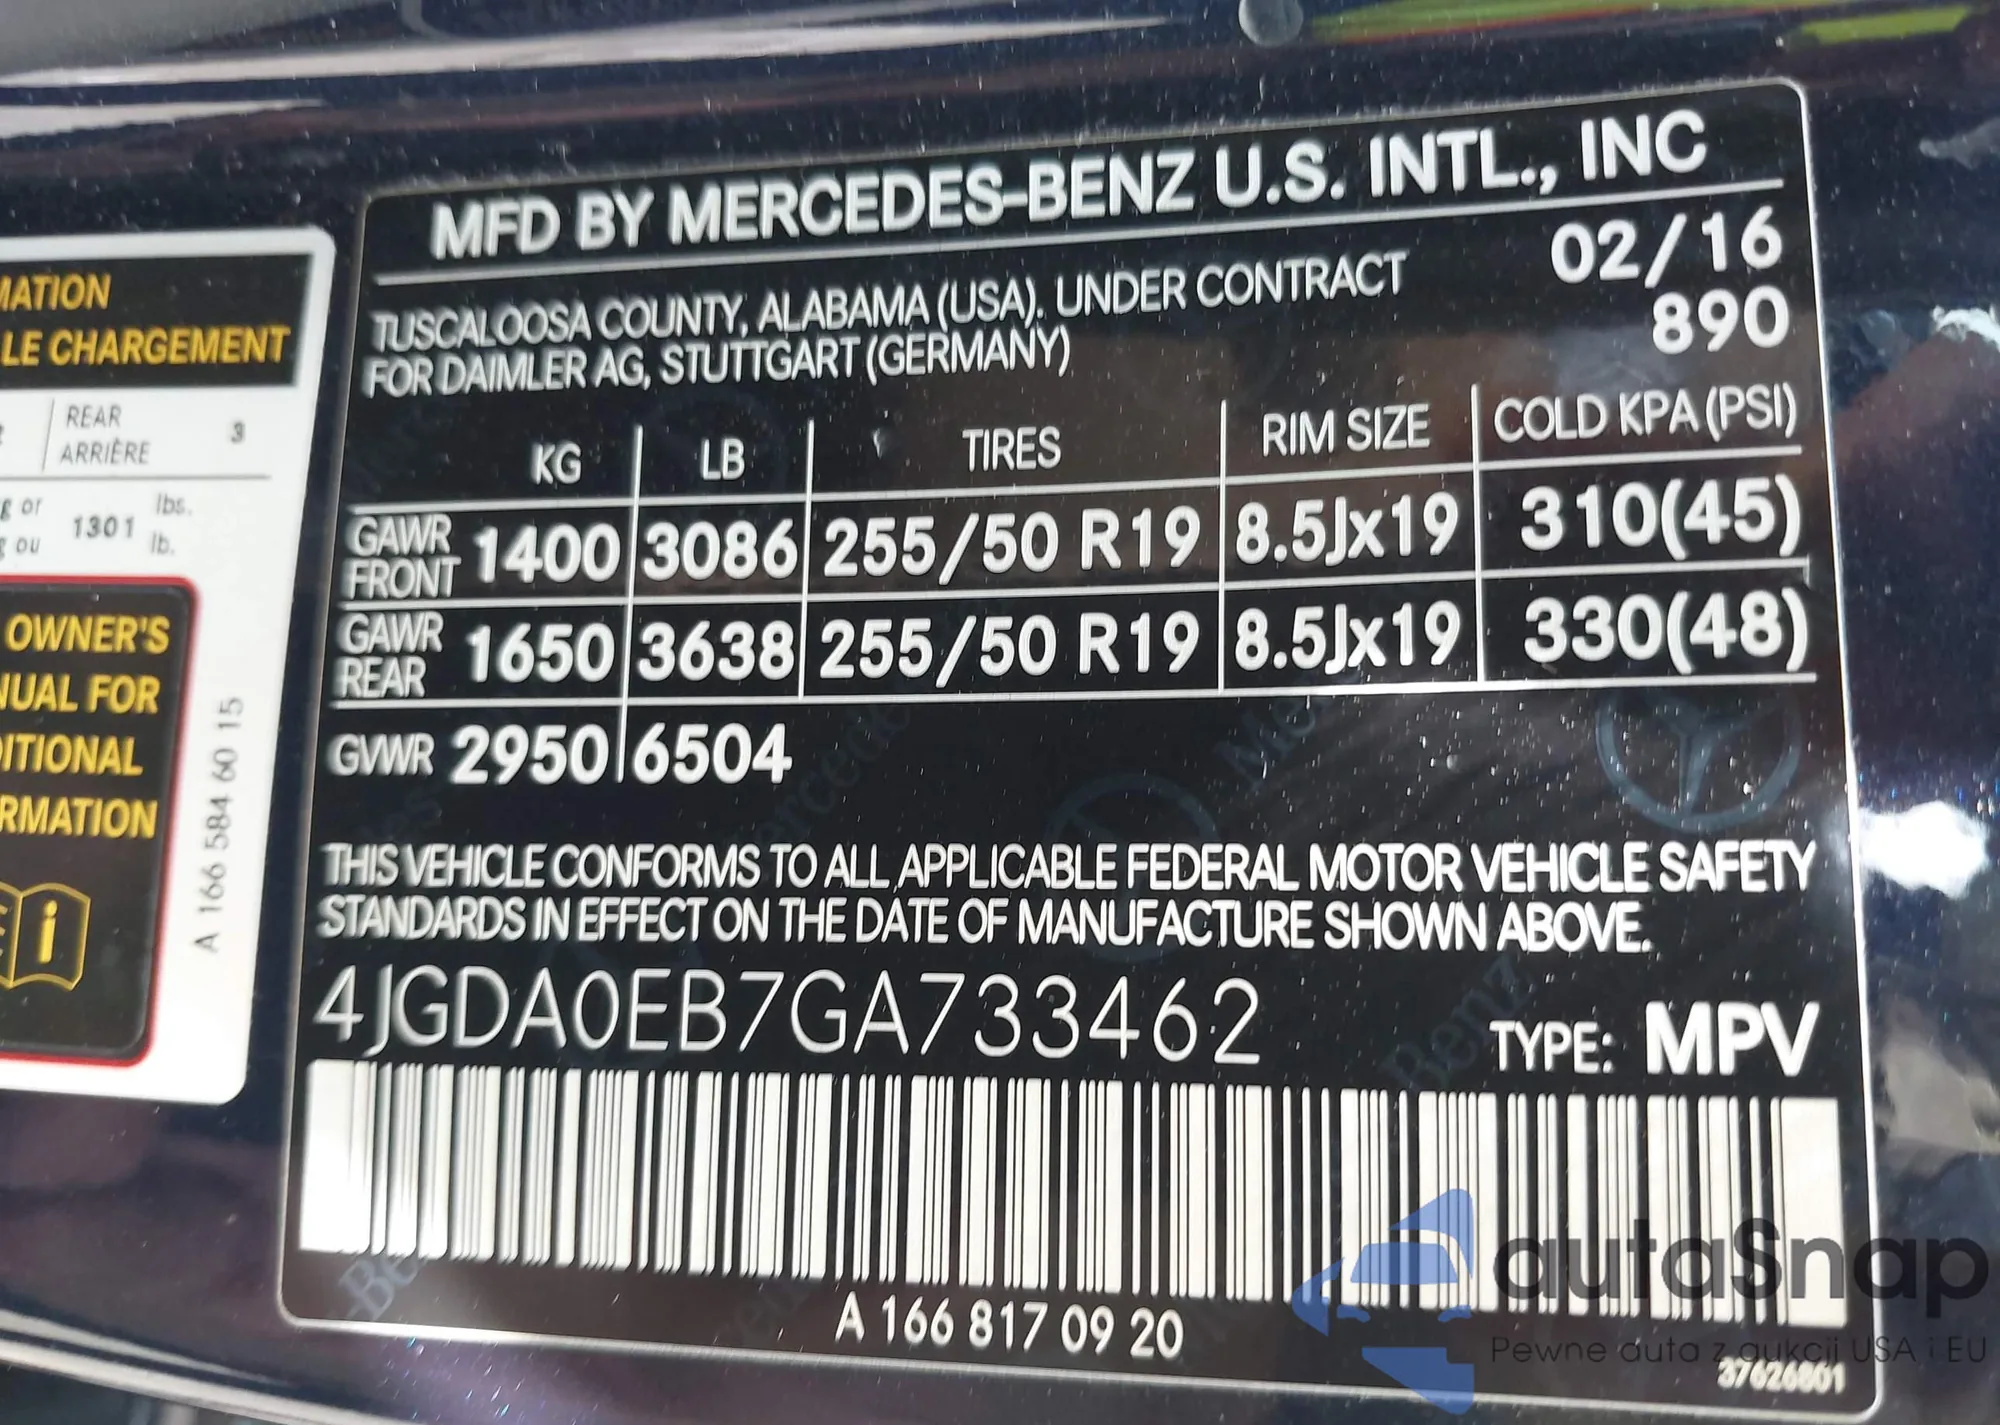 MATION
LE CHARGEMENT
REAR
ARRIÈRE
3
g or
ou
1301
lbs.
lb.
OWNER'S
NUAL FOR
DITIONAL
ORMATION
A 166 584 60 15
MFD BY MERCEDES-BENZ U.S. INTL., INC
TUSCALOOSA COUNTY, ALABAMA (USA). UNDER CONTRACT
FOR DAIMLER AG, STUTTGART (GERMANY)
02/16
890
KG LB TIRES RIM SIZE COLD KPA (PSI)
GAWR FRONT 1400 3086 255/50 R19 8.5Jx19 310(45)
GAWR REAR 1650 3638 255/50 R19 8.5Jx19 330(48)
GVWR 2950 6504
THIS VEHICLE CONFORMS TO ALL APPLICABLE FEDERAL MOTOR VEHICLE SAFETY
STANDARDS IN EFFECT ON THE DATE OF MANUFACTURE SHOWN ABOVE.
4JGDA0EB7GA733462
TYPE: MPV
A 166 817 09 20
37626801
autaSnap
Pewne auta z aukcji USA i EU